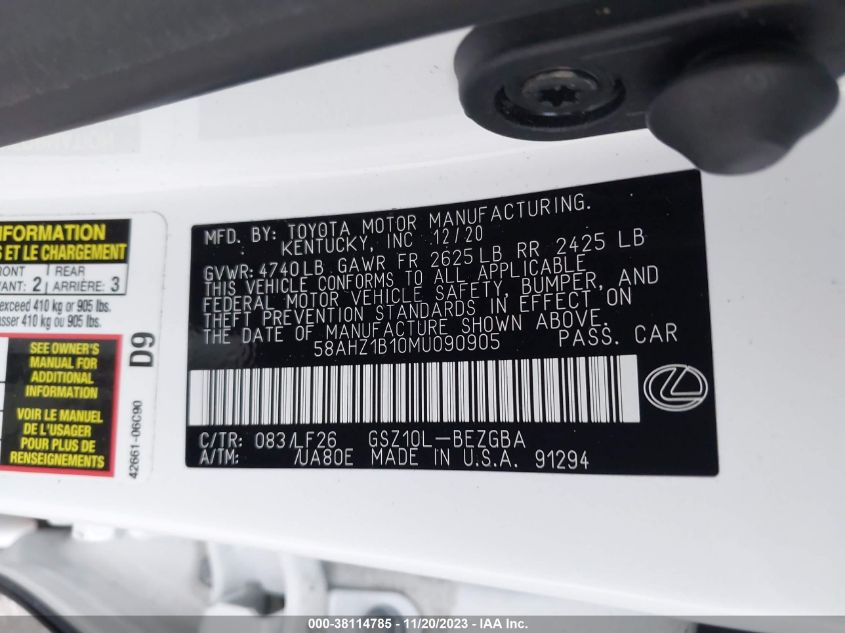 MFD. BY: TOYOTA MOTOR MANUFACTURING.
KENTUCKY, INC 12/20
GVWR: 4740LB GAWR FR 2625LB RR 2425 LB
THIS VEHICLE CONFORMS TO ALL APPLICABLE
FEDERAL MOTOR VEHICLE SAFETY, BUMPER, AND
THEFT PREVENTION STANDARDS IN EFFECT ON
THE DATE OF MANUFACTURE SHOWN ABOVE.
58AHZ1B10MU090905 PASS. CAR
C/TR: 083/LF26 GSZ10L-BEZGBA
A/TM: /UA80E MADE IN U.S.A. 91294
ET LE CHARGEMENT
REAR
2 ARRIÈRE: 3
exceed 410 kg or 905 lbs.
410 kg ou 905 lbs.
SEE OWNER'S
MANUAL FOR
ADDITIONAL
INFORMATION
VOIR LE MANUEL
DE L'USAGER
POUR PLUS DE
RENSEIGNEMENTS
D9
42661-06C90
000-38114785 - 11/20/2023 - IAA Inc.